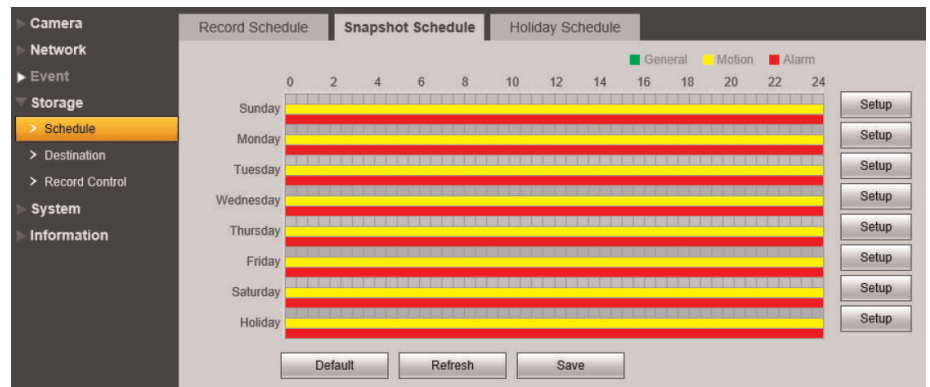 Camera
Network
Event
Storage
Schedule
Destination
Record Control
System
Information
Record Schedule Snapshot Schedule Holiday Schedule
General Motion Alarm
0 2 4 6 8 10 12 14 16 18 20 22 24
Sunday Setup
Monday Setup
Tuesday Setup
Wednesday Setup
Thursday Setup
Friday Setup
Saturday Setup
Holiday Setup
Default Refresh Save